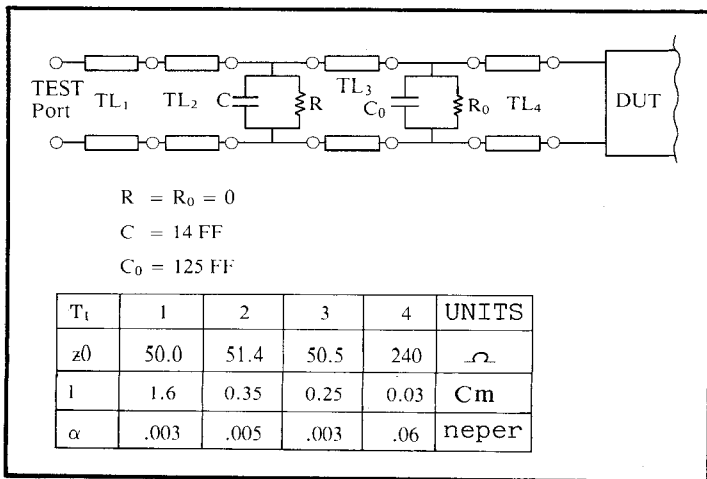 TEST
Port
TL₁
TL₂
C
R
TL₃
C₀
R₀
TL₄
DUT
R = R₀ = 0
C = 14 FF
C₀ = 125 FF
Tₜ 1 2 3 4 UNITS
z0 50.0 51.4 50.5 240 Ω
l 1.6 0.35 0.25 0.03 Cm
α .003 .005 .003 .06 neper